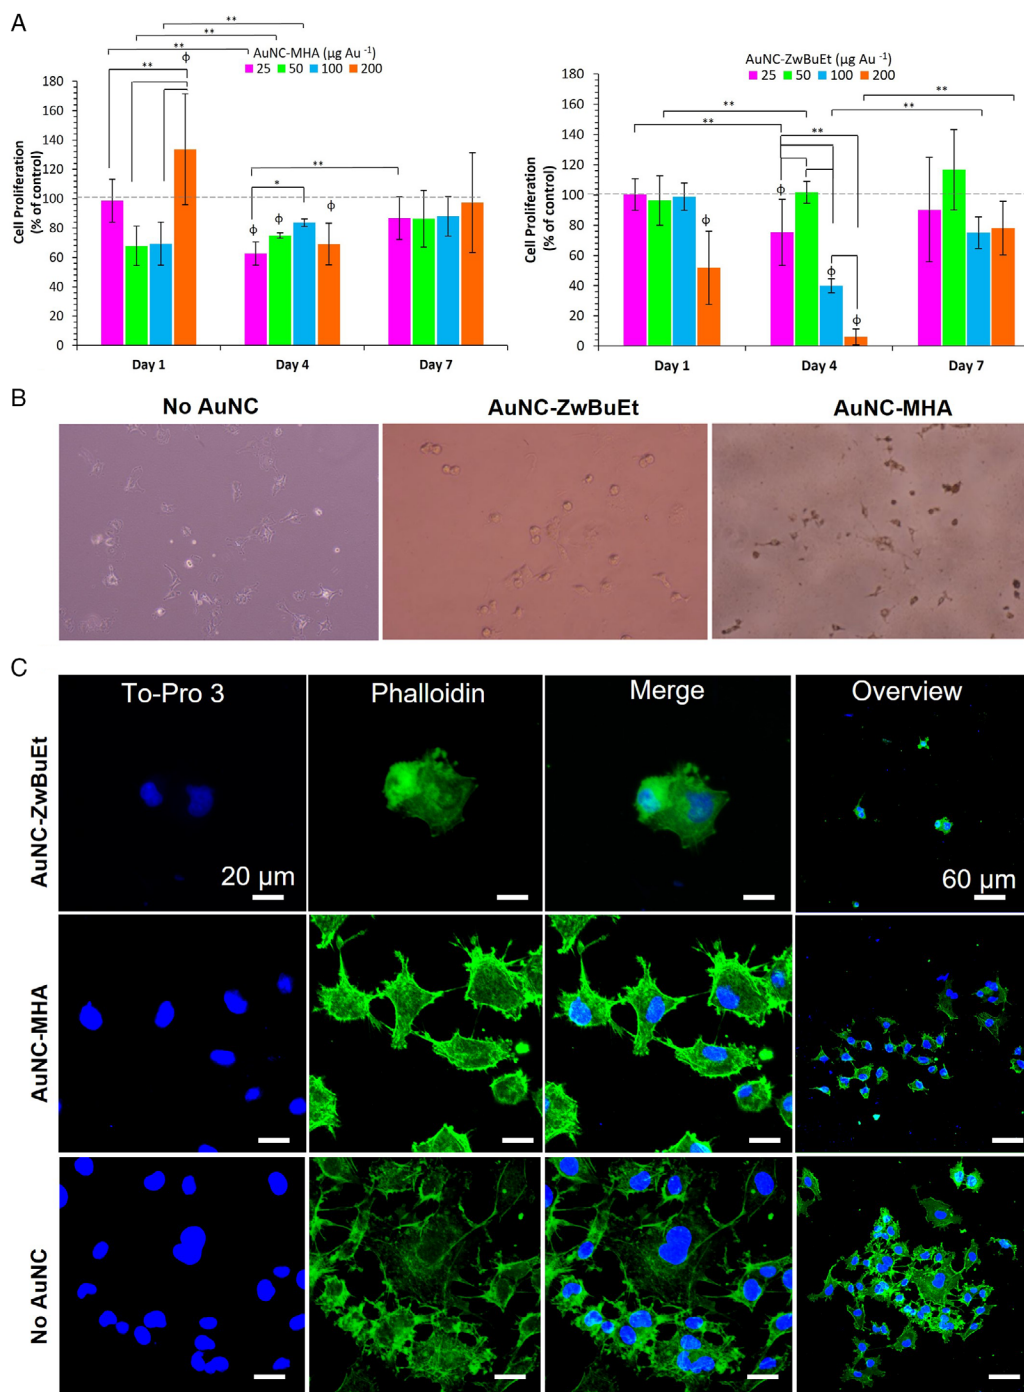 A
AuNC-MHA (µg Au ⁻¹)
25 50 100 200
** 
**
**
**
ϕ
**
*
ϕ ϕ ϕ
180
160
140
120
100
80
60
40
20
0
Cell Proliferation
(% of control)
Day 1 Day 4 Day 7
AuNC-ZwBuEt (µg Au ⁻¹)
25 50 100 200
**
**
**
**
**
ϕ ϕ ϕ ϕ
180
160
140
120
100
80
60
40
20
0
Cell Proliferation
(% of control)
Day 1 Day 4 Day 7
B
No AuNC AuNC-ZwBuEt AuNC-MHA
C
To-Pro 3 Phalloidin Merge Overview
AuNC-ZwBuEt
20 µm 60 µm
AuNC-MHA
No AuNC